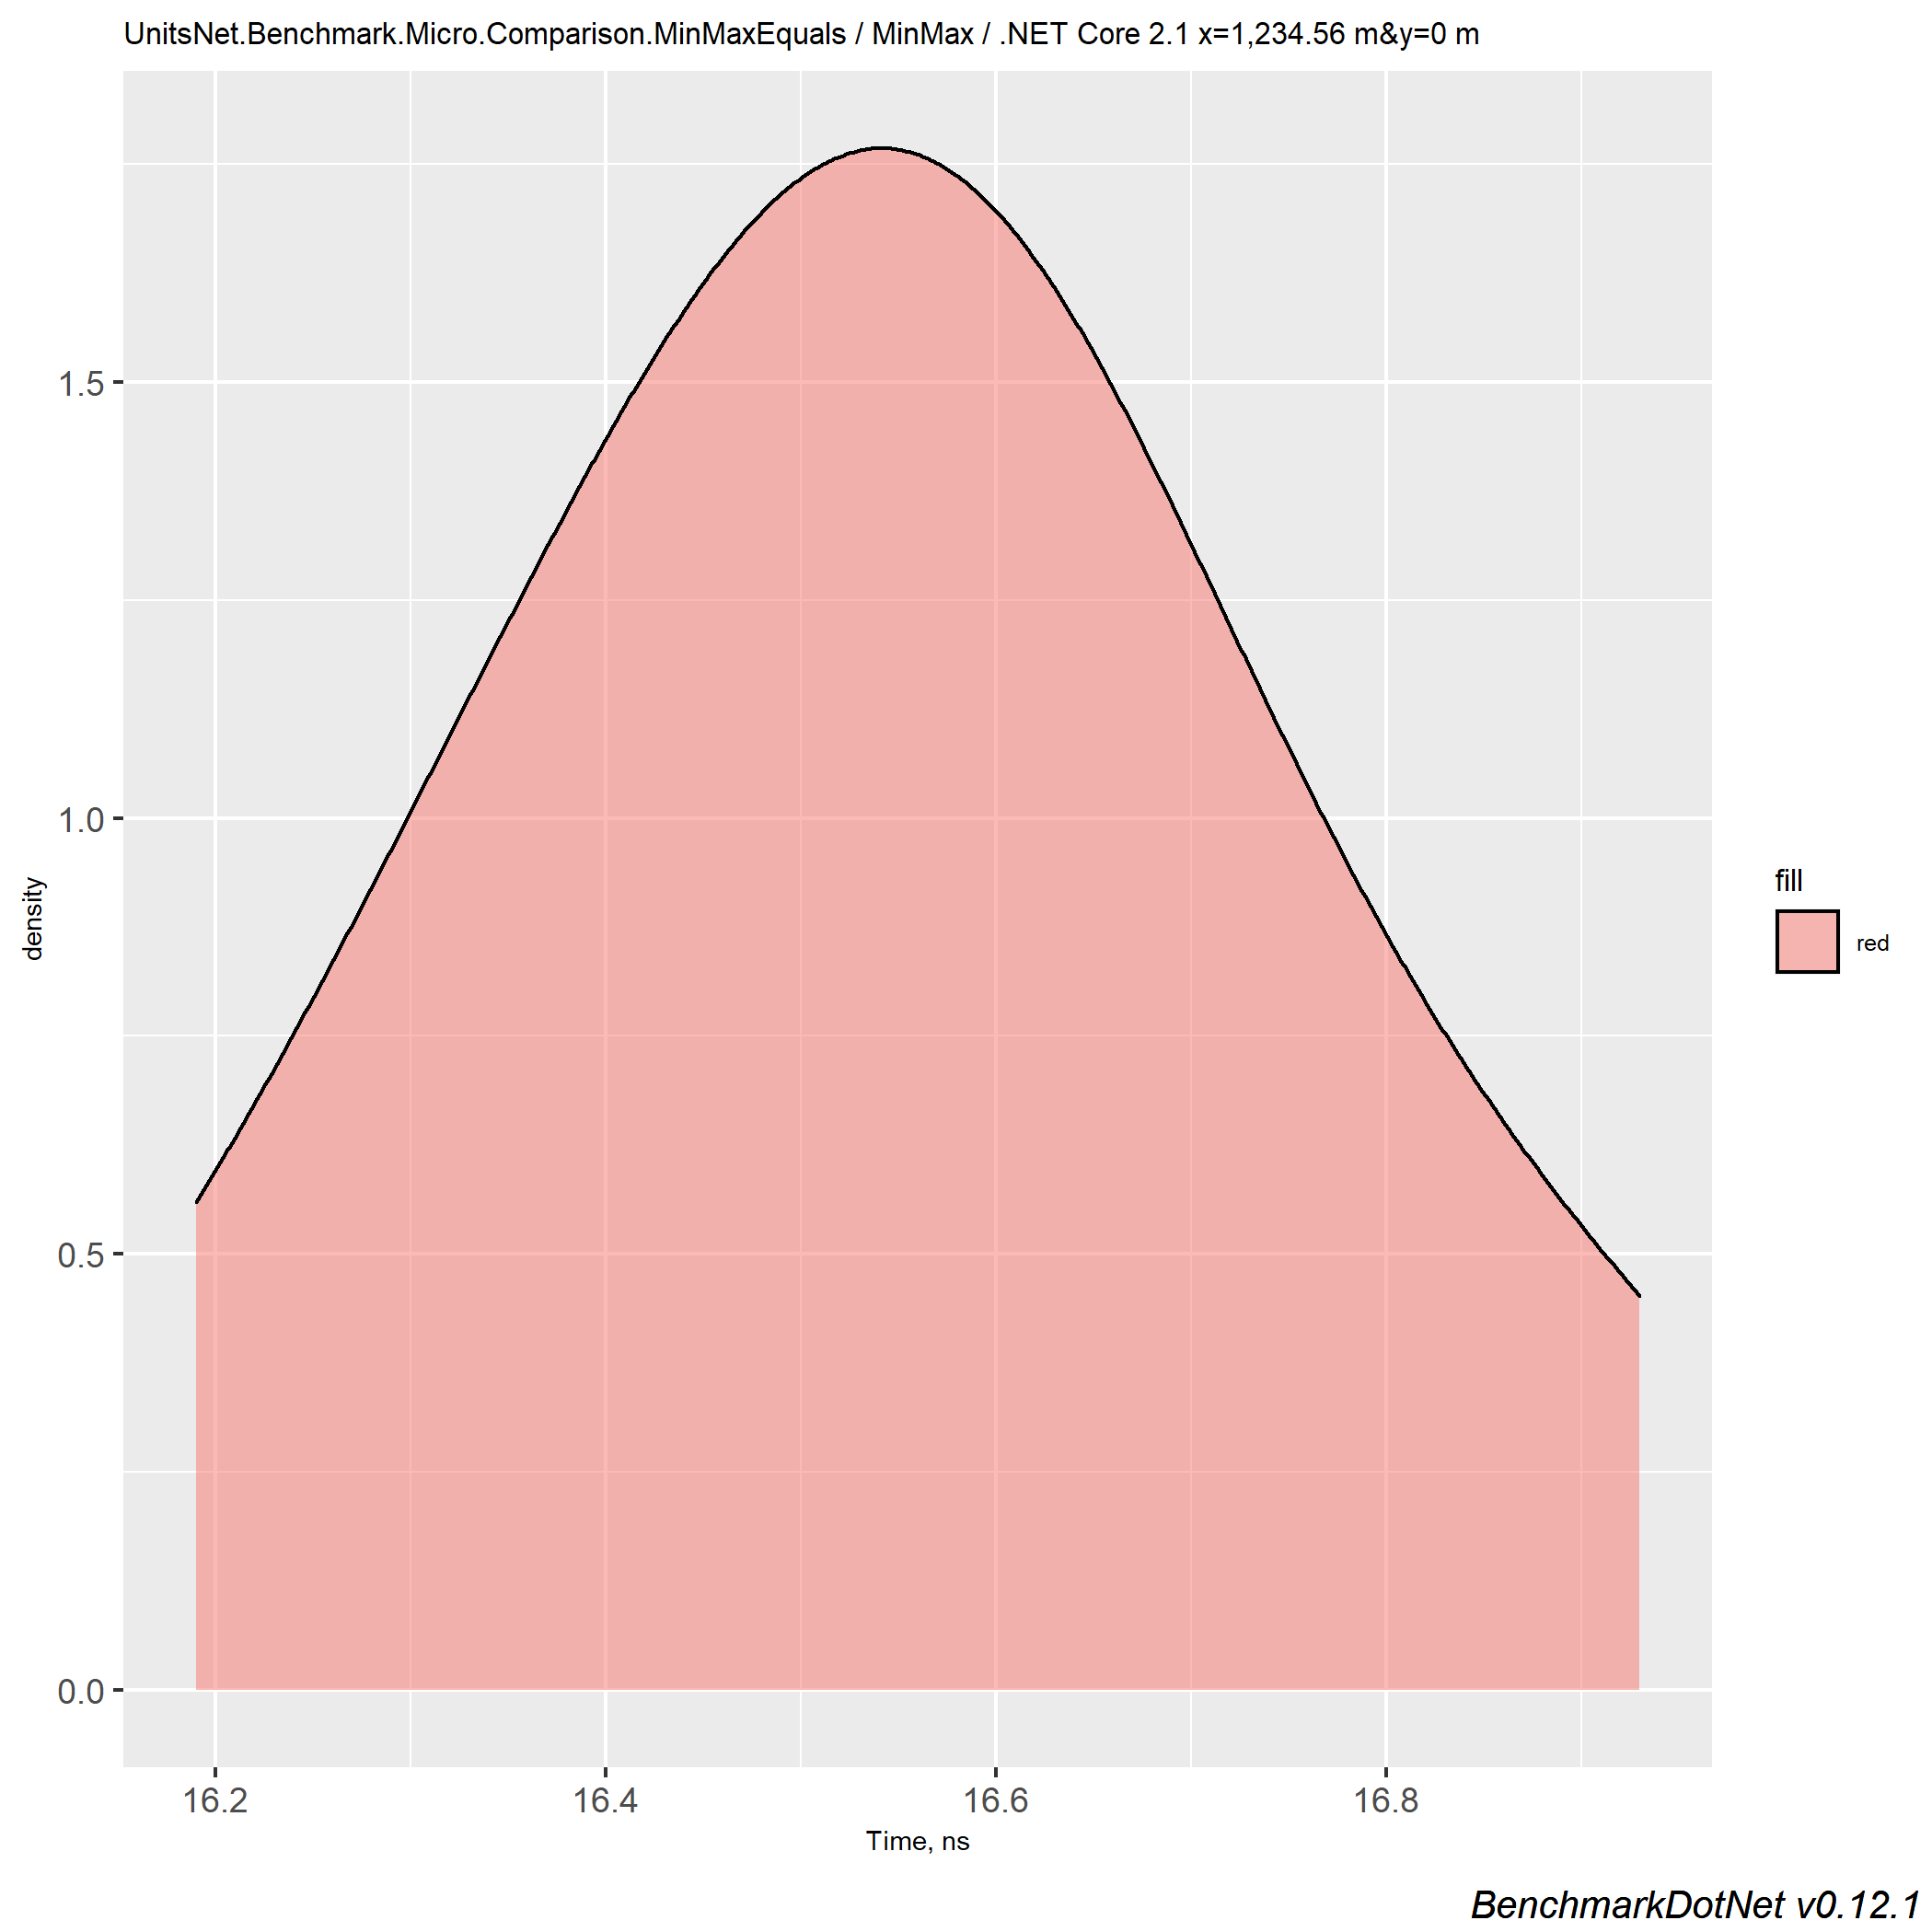 UnitsNet.Benchmark.Micro.Comparison.MinMaxEquals / MinMax / .NET Core 2.1 x=1,234.56 m&y=0 m
1.5
1.0
0.5
0.0
density
16.2 16.4 16.6 16.8
Time, ns
fill
red
BenchmarkDotNet v0.12.1